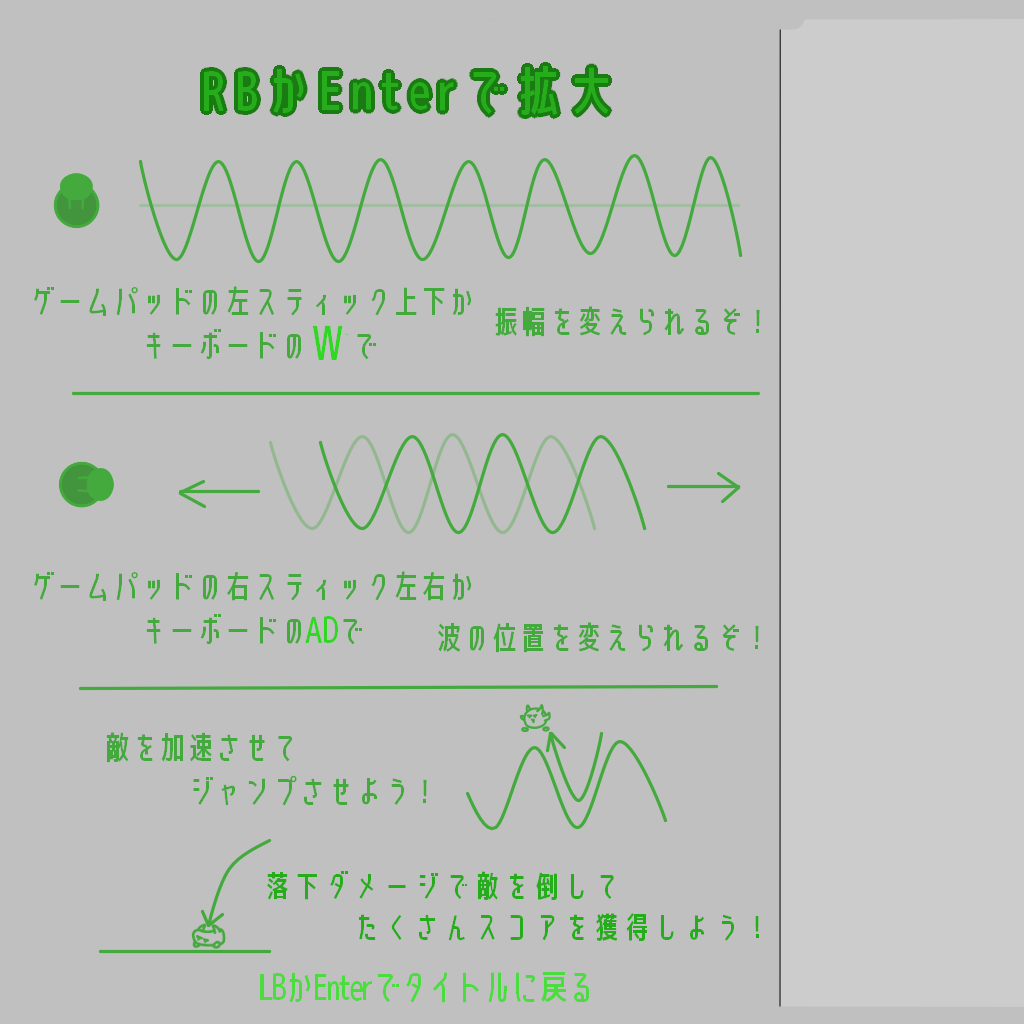 RBかEnterで拡大
ゲームパッドの左スティック上下か
キーボードのWで
振幅を変えられるぞ！
ゲームパッドの右スティック左右か
キーボードのADで
波の位置を変えられるぞ！
敵を加速させて
ジャンプさせよう！
落下ダメージで敵を倒して
たくさんスコアを獲得しよう！
LBかEnterでタイトルに戻る